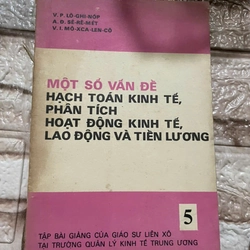 V. P. LÔ-GHI-NỐP
A. Đ. BÊ-RÊ-MÉT
V. I. MÔ-XCA-LEN-CÔ
MỘT SỐ VẤN ĐỀ
HẠCH TOÁN KINH TẾ,
PHÂN TÍCH
HOẠT ĐỘNG KINH TẾ,
LAO ĐỘNG VÀ TIỀN LƯƠNG
5
TẬP BÀI GIẢNG CỦA GIÁO SƯ LIÊN XÔ
TẠI TRƯỜNG QUẢN LÝ KINH TẾ TRUNG ƯƠNG